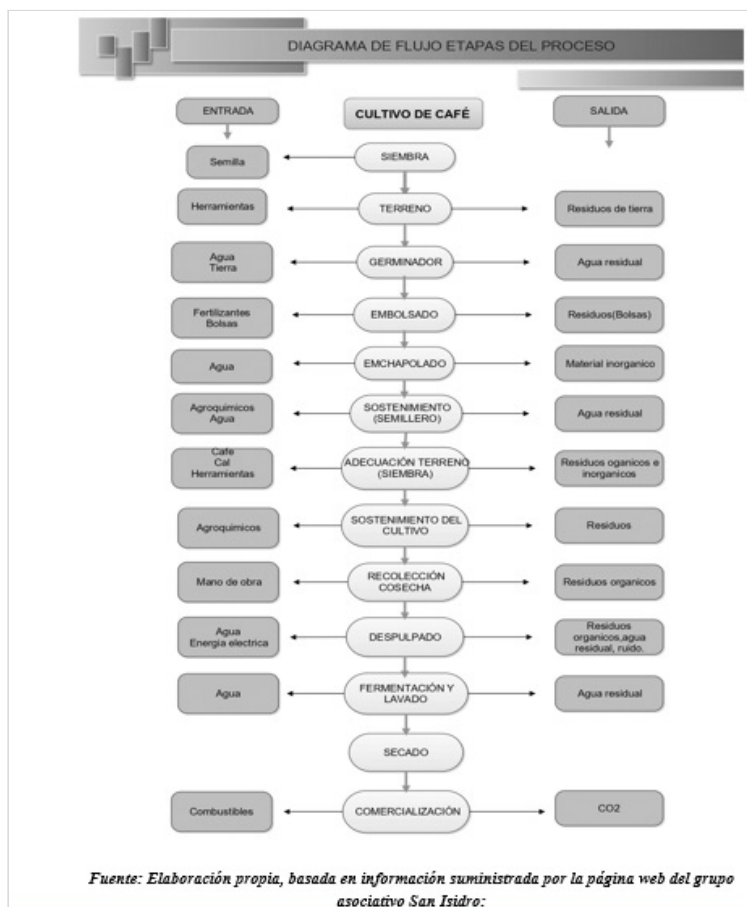 DIAGRAMA DE FLUJO ETAPAS DEL PROCESO
ENTRADA
CULTIVO DE CAFÉ
SALIDA
Semilla
SIEMBRA
Herramientas
TERRENO
Residuos de tierra
Agua
Tierra
GERMINADOR
Agua residual
Fertilizantes
Bolsas
EMBOLSADO
Residuos(Bolsas)
Agua
EMCHAPOLADO
Material inorganico
Agroquimicos
Agua
SOSTENIMIENTO
(SEMILLERO)
Agua residual
Cafe
Cal
Herramientas
ADECUACIÓN TERRENO
(SIEMBRA)
Residuos oganicos e
inorganicos
Agroquimicos
SOSTENIMIENTO DEL
CULTIVO
Residuos
Mano de obra
RECOLECCIÓN
COSECHA
Residuos organicos
Agua
Energia electrica
DESPULPADO
Residuos
organicos,agua
residual, ruido.
Agua
FERMENTACIÓN Y
LAVADO
Agua residual
SECADO
Combustibles
COMERCIALIZACIÓN
CO2
Fuente: Elaboración propia, basada en información suministrada por la página web del grupo
asociativo San Isidro: